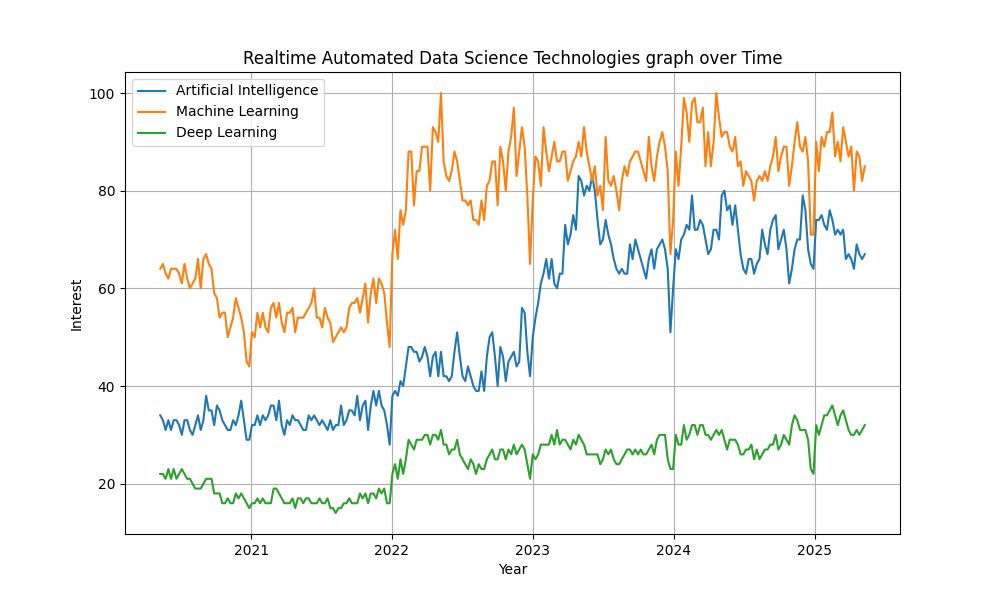 Realtime Automated Data Science Technologies graph over Time
Artificial Intelligence
Machine Learning
Deep Learning
100
80
60
40
20
Interest
2021 2022 2023 2024 2025
Year